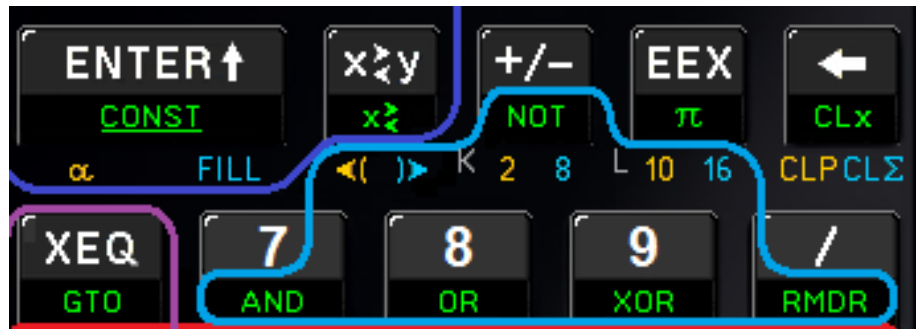 ENTER↑ x≷y +/− EEX ←
CONST x≷ NOT π CLx
α FILL ◄( )► K 2 8 L 10 16 CLP CLΣ
XEQ 7 8 9 /
GTO AND OR XOR RMDR